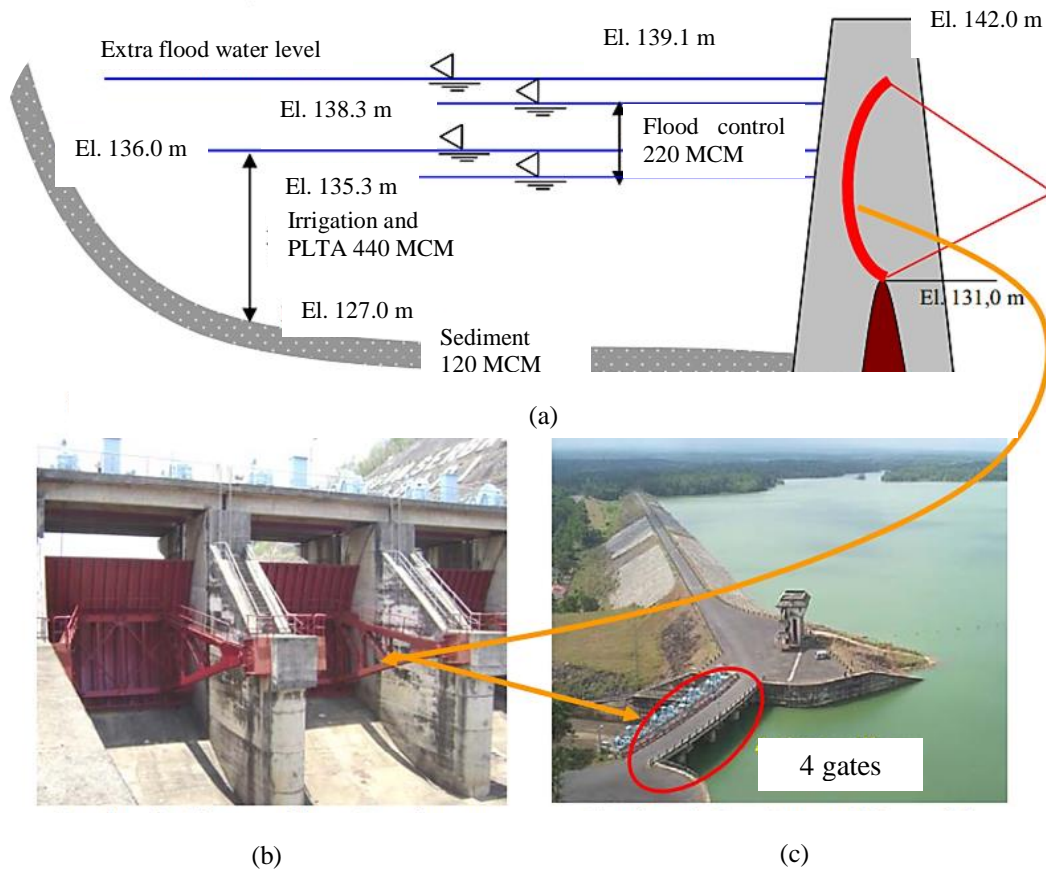 El. 142.0 m
El. 139.1 m
Extra flood water level
El. 138.3 m
Flood control
220 MCM
El. 136.0 m
El. 135.3 m
Irrigation and
PLTA 440 MCM
El. 131,0 m
El. 127.0 m
Sediment
120 MCM
(a)
4 gates
(b)
(c)